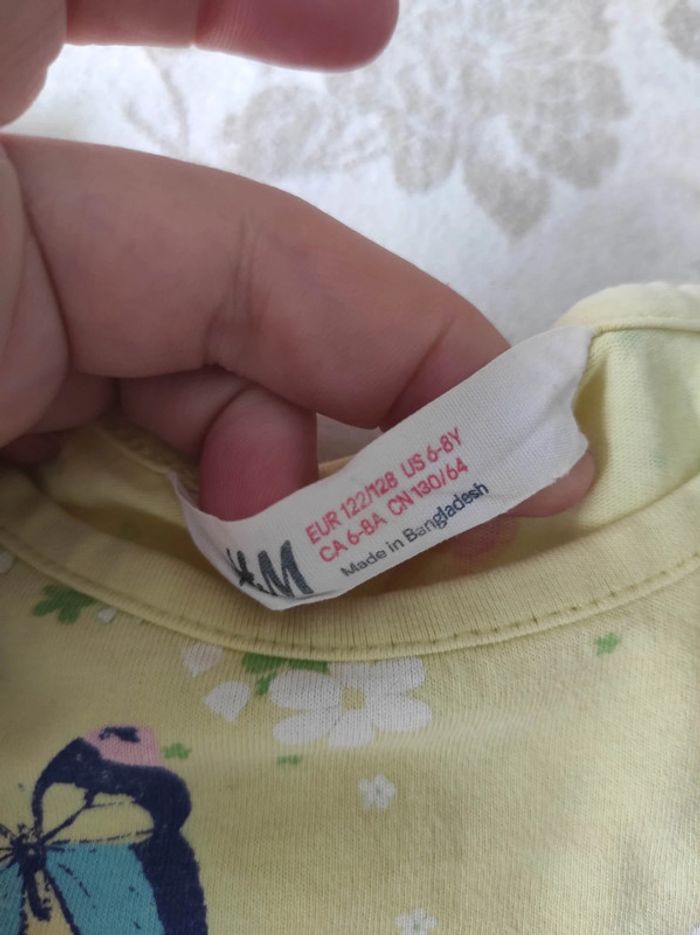 H&M
EUR 122/128 US 6-8Y
CA 6-8A CN 130/64
Made in Bangladesh